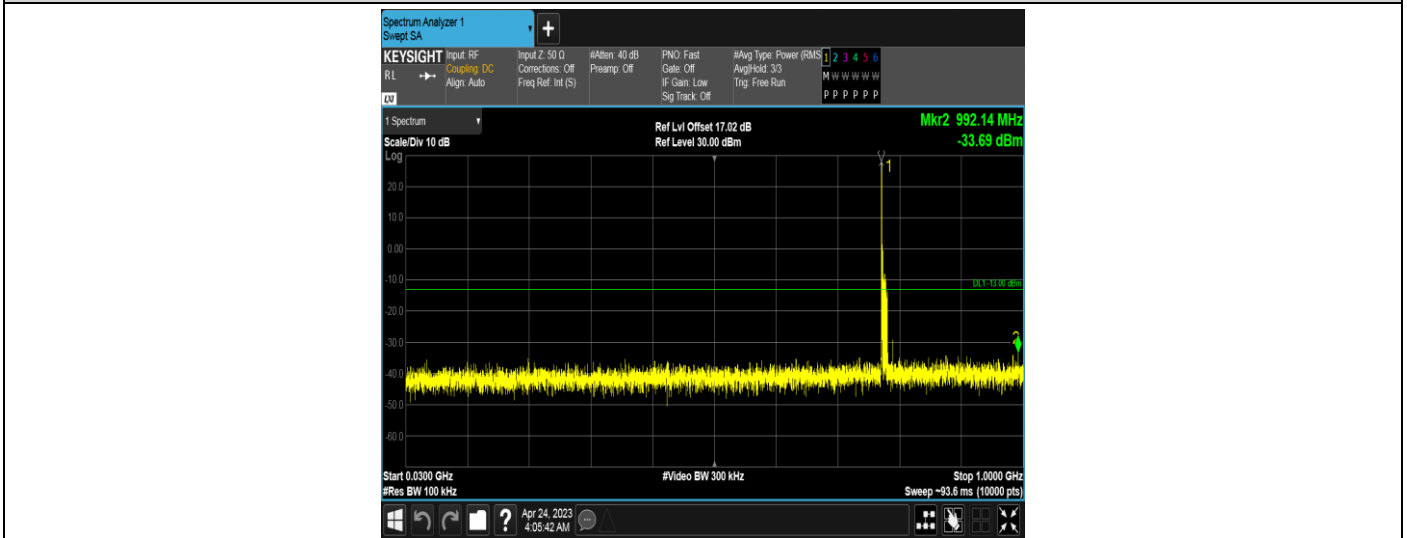 Spectrum Analyzer 1
Swept SA
+
KEYSIGHT
RL
LXI
Input: RF
Coupling: DC
Align: Auto
Input Z: 50 Ω
Corrections: Off
Freq Ref: Int (S)
#Atten: 40 dB
Preamp: Off
PNO: Fast
Gate: Off
IF Gain: Low
Sig Track: Off
#Avg Type: Power (RMS
Avg|Hold: 3/3
Trig: Free Run
1 2 3 4 5 6
M W W W W W
P P P P P P
1 Spectrum
Scale/Div 10 dB
Ref Lvl Offset 17.02 dB
Ref Level 30.00 dBm
Mkr2 992.14 MHz
-33.69 dBm
Log
1
20.0
10.0
0.00
-10.0
DL1 -13.00 dBm
-20.0
-30.0
2
-40.0
-50.0
-60.0
Start 0.0300 GHz
#Res BW 100 kHz
#Video BW 300 kHz
Stop 1.0000 GHz
Sweep ~93.6 ms (10000 pts)
?
Apr 24, 2023
4:05:42 AM